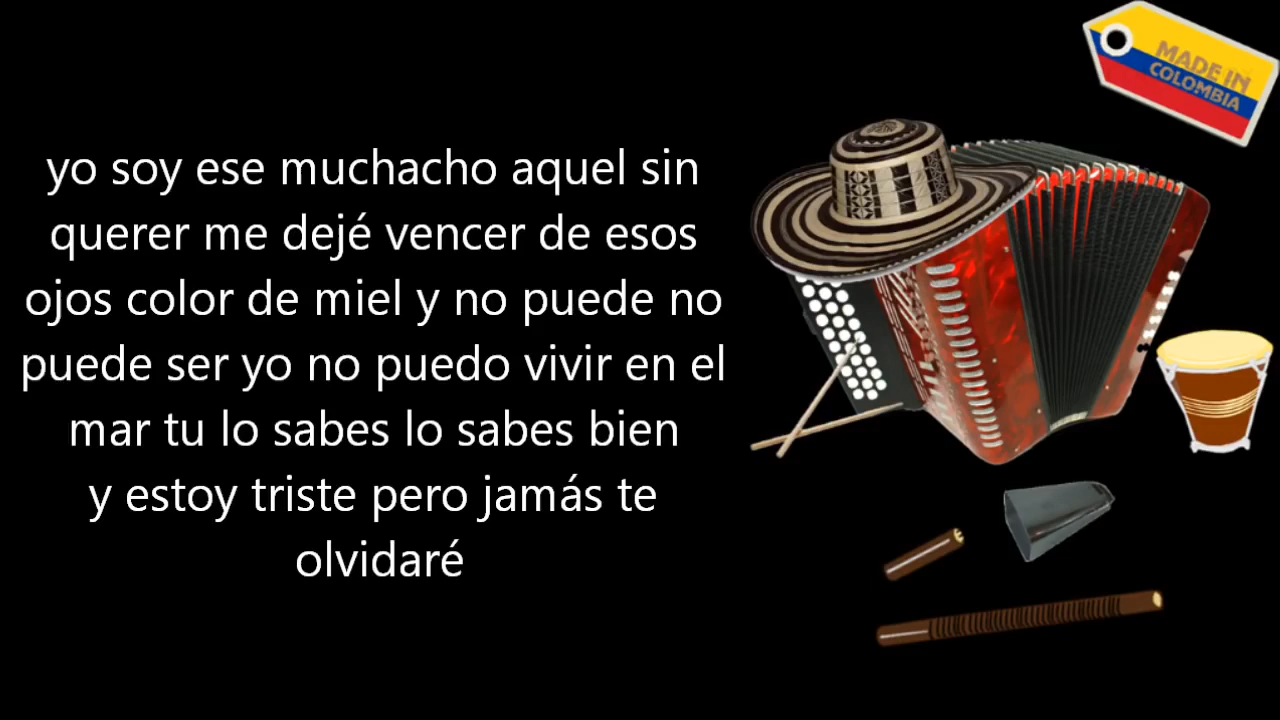 MADE IN
COLOMBIA
yo soy ese muchacho aquel sin
querer me dejé vencer de esos
ojos color de miel y no puede no
puede ser yo no puedo vivir en el
mar tu lo sabes lo sabes bien
y estoy triste pero jamás te
olvidaré